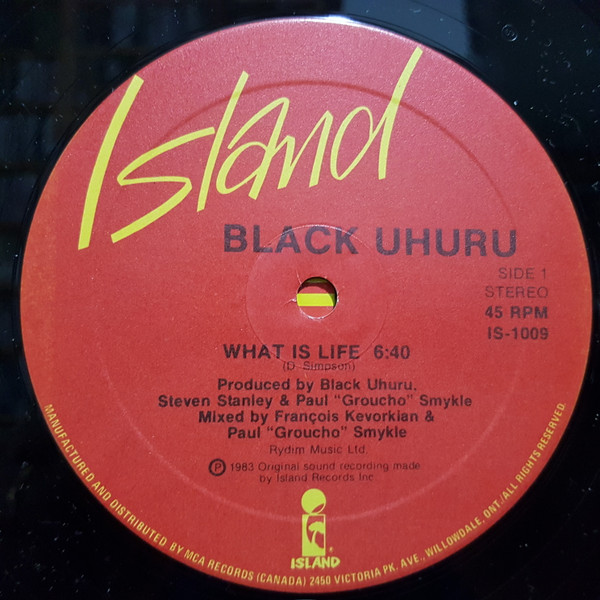 Island
BLACK UHURU
SIDE 1
STEREO
45 RPM
IS-1009
WHAT IS LIFE 6:40
(D. Simpson)
Produced by Black Uhuru,
Steven Stanley & Paul "Groucho" Smykle
Mixed by François Kevorkian &
Paul "Groucho" Smykle
Rydim Music Ltd.
Ⓟ 1983 Original sound recording made
by Island Records Inc.
ISLAND
MANUFACTURED AND DISTRIBUTED BY MCA RECORDS (CANADA) 2450 VICTORIA PK. AVE., WILLOWDALE, ONT/ALL RIGHTS RESERVED.